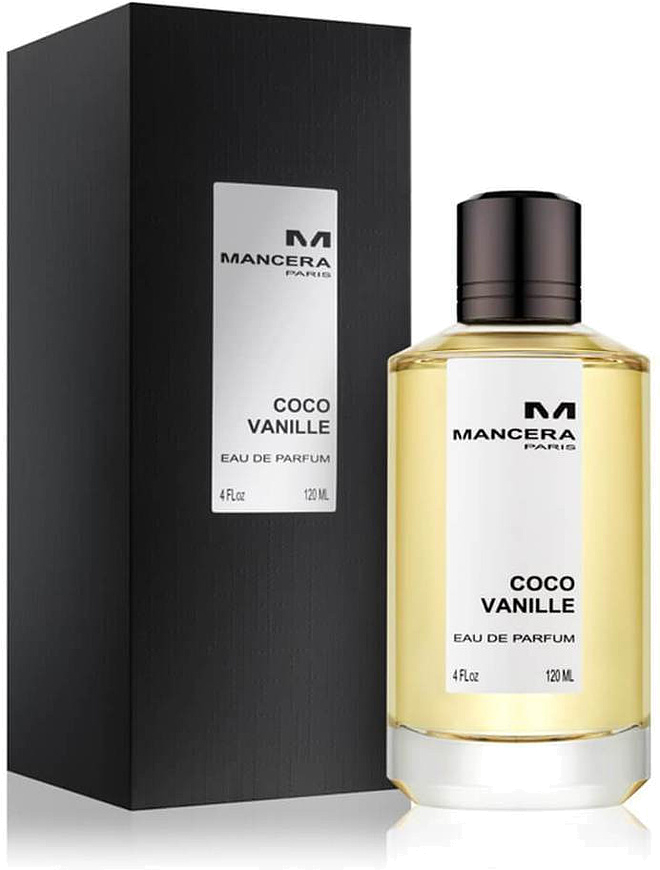 M
MANCERA
PARIS
COCO
VANILLE
EAU DE PARFUM
4 FLoz 120 ML
M
MANCERA
PARIS
COCO
VANILLE
EAU DE PARFUM
4 FLoz 120 ML